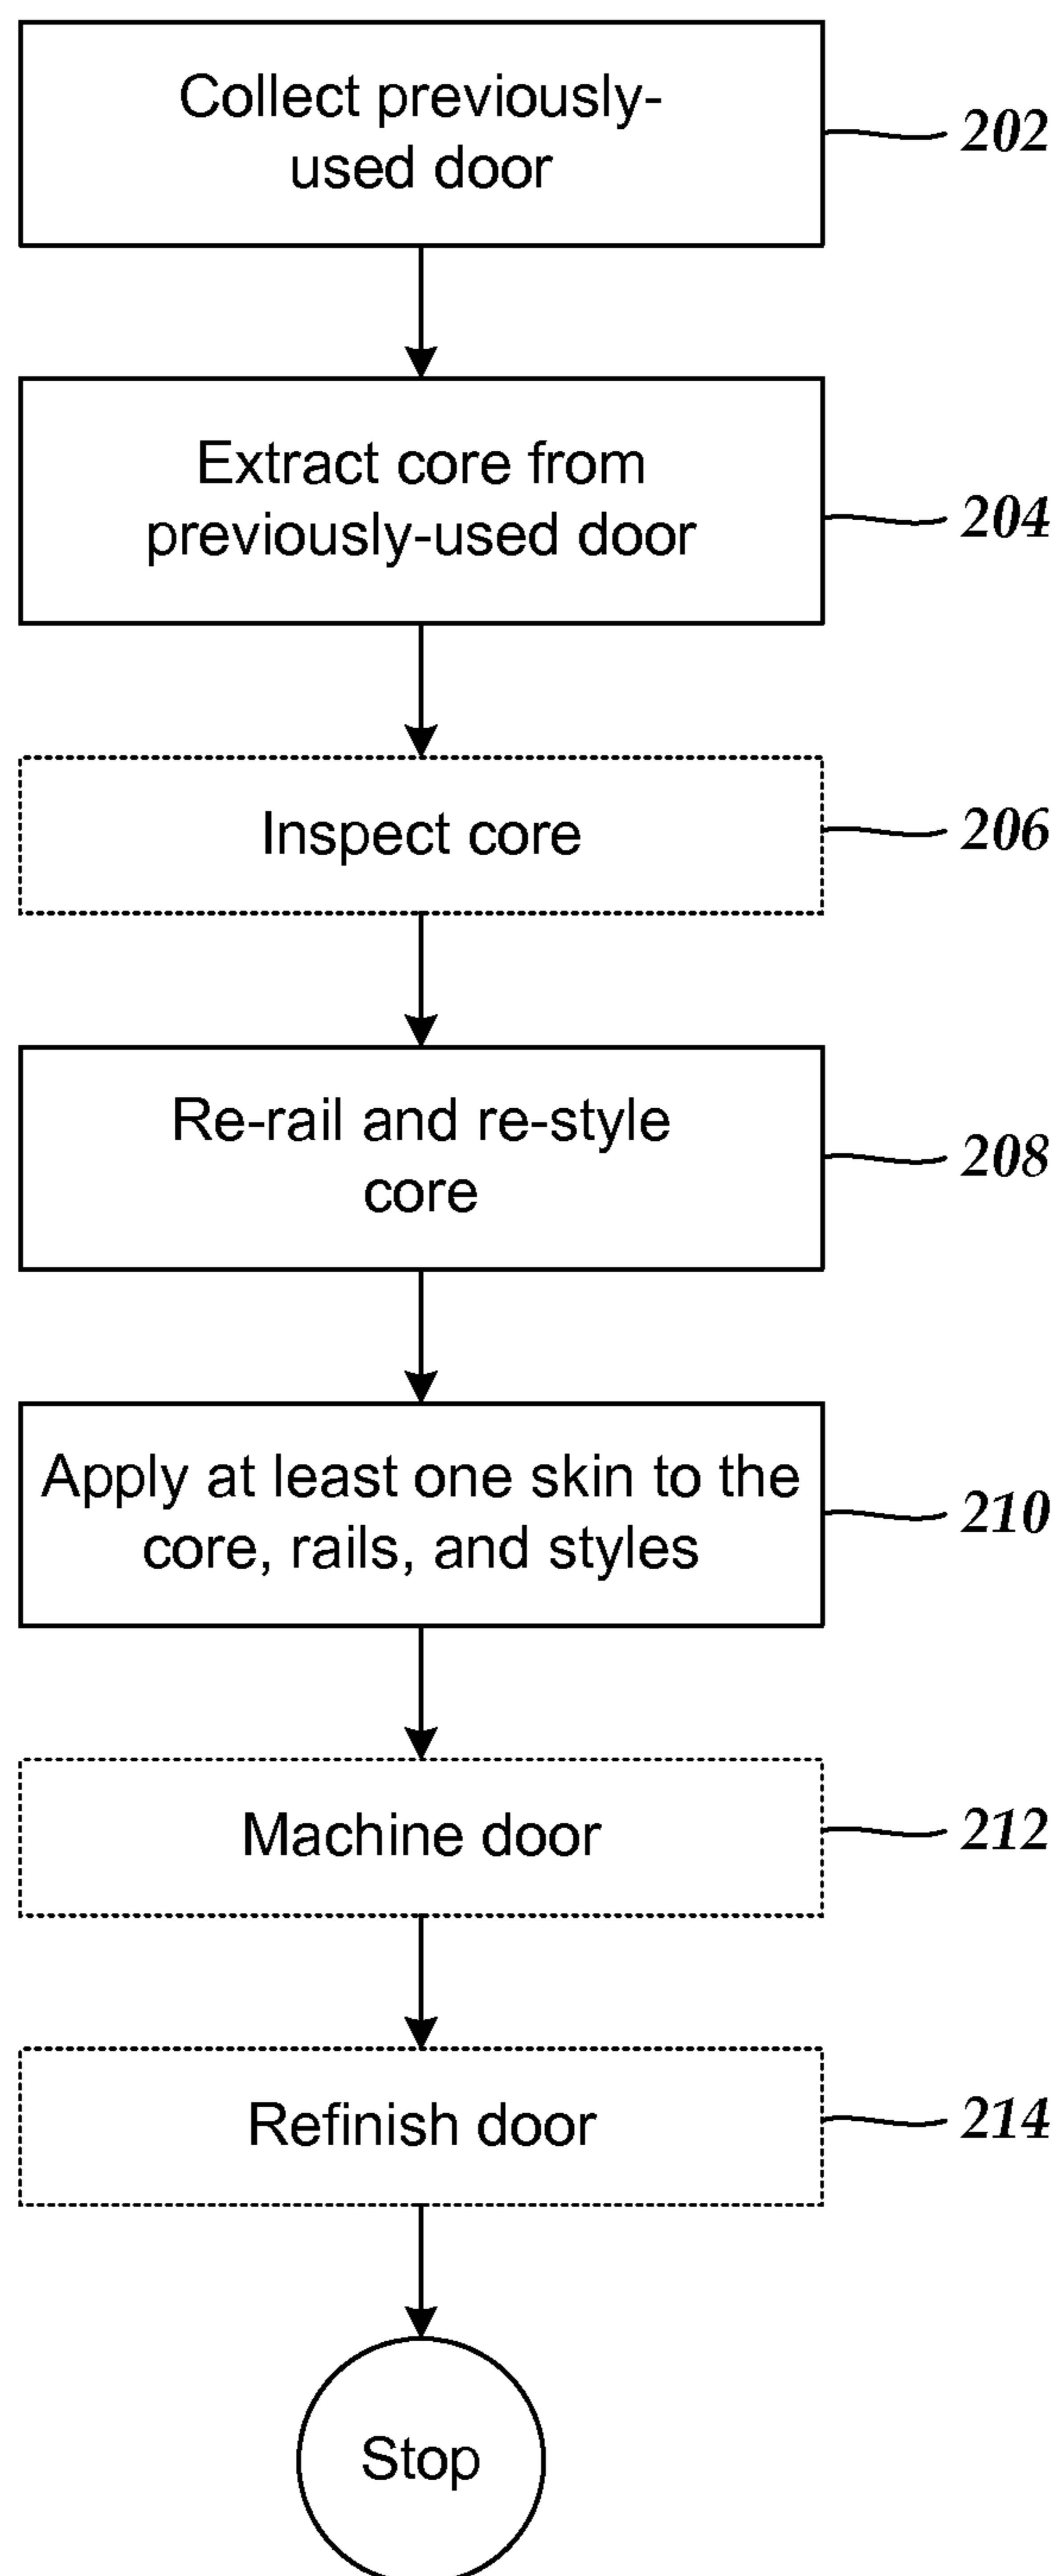 Collect previously-
used door
202
Extract core from
previously-used door
204
Inspect core
206
Re-rail and re-style
core
208
Apply at least one skin to the
core, rails, and styles
210
Machine door
212
Refinish door
214
Stop